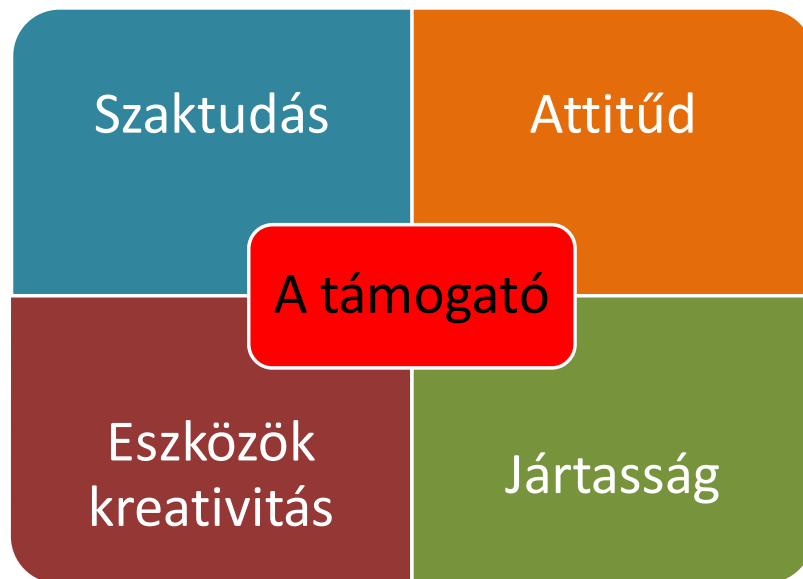 Szaktudás
Attitűd
A támogató
Eszközök
kreativitás
Jártasság